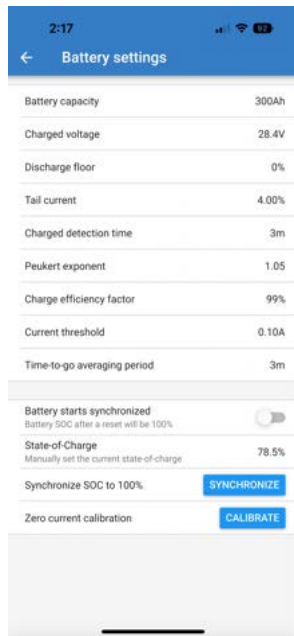 2:17
92
Battery settings
Battery capacity 300Ah
Charged voltage 28.4V
Discharge floor 0%
Tail current 4.00%
Charged detection time 3m
Peukert exponent 1.05
Charge efficiency factor 99%
Current threshold 0.10A
Time-to-go averaging period 3m
Battery starts synchronized
Battery SOC after a reset will be 100%
State-of-Charge 78.5%
Manually set the current state-of-charge
Synchronize SOC to 100% SYNCHRONIZE
Zero current calibration CALIBRATE